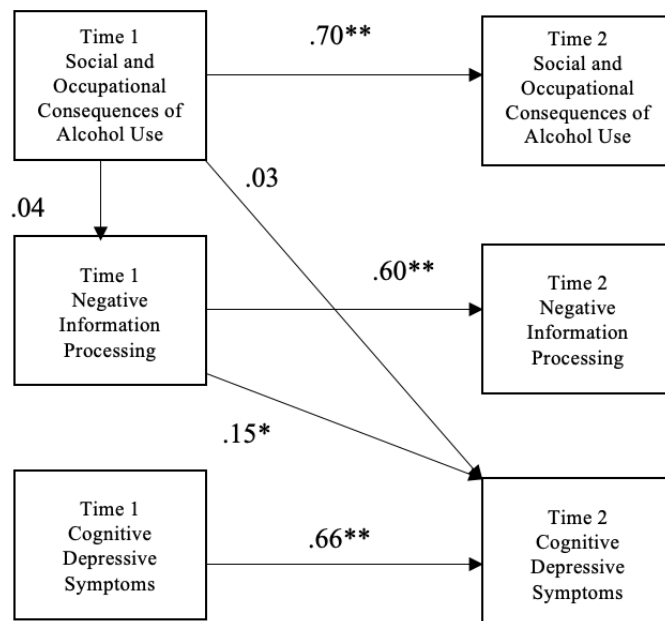 Time 1
Social and
Occupational
Consequences of
Alcohol Use
.70**
Time 2
Social and
Occupational
Consequences of
Alcohol Use
.04
.03
Time 1
Negative
Information
Processing
.60**
Time 2
Negative
Information
Processing
.15*
Time 1
Cognitive
Depressive
Symptoms
.66**
Time 2
Cognitive
Depressive
Symptoms